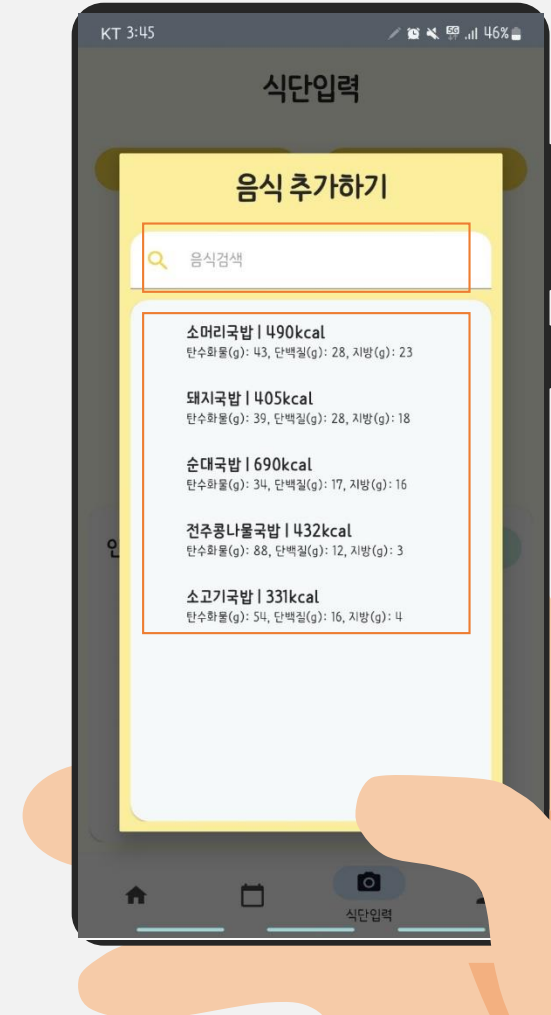 KT 3:45
5G
46%
식단입력
음식 추가하기
음식검색
소머리국밥 | 490kcal
탄수화물(g): 43, 단백질(g): 28, 지방(g): 23
돼지국밥 | 405kcal
탄수화물(g): 39, 단백질(g): 28, 지방(g): 18
순대국밥 | 690kcal
탄수화물(g): 34, 단백질(g): 17, 지방(g): 16
전주콩나물국밥 | 432kcal
탄수화물(g): 88, 단백질(g): 12, 지방(g): 3
소고기국밥 | 331kcal
탄수화물(g): 54, 단백질(g): 16, 지방(g): 4
식단입력